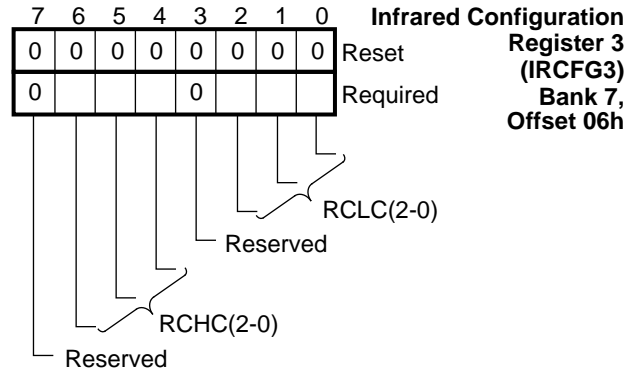 7 6 5 4 3 2 1 0
Infrared Configuration
Register 3
(IRCFG3)
Bank 7,
Offset 06h
0 0 0 0 0 0 0 0 Reset
0 0 Required
RCLC(2-0)
Reserved
RCHC(2-0)
Reserved